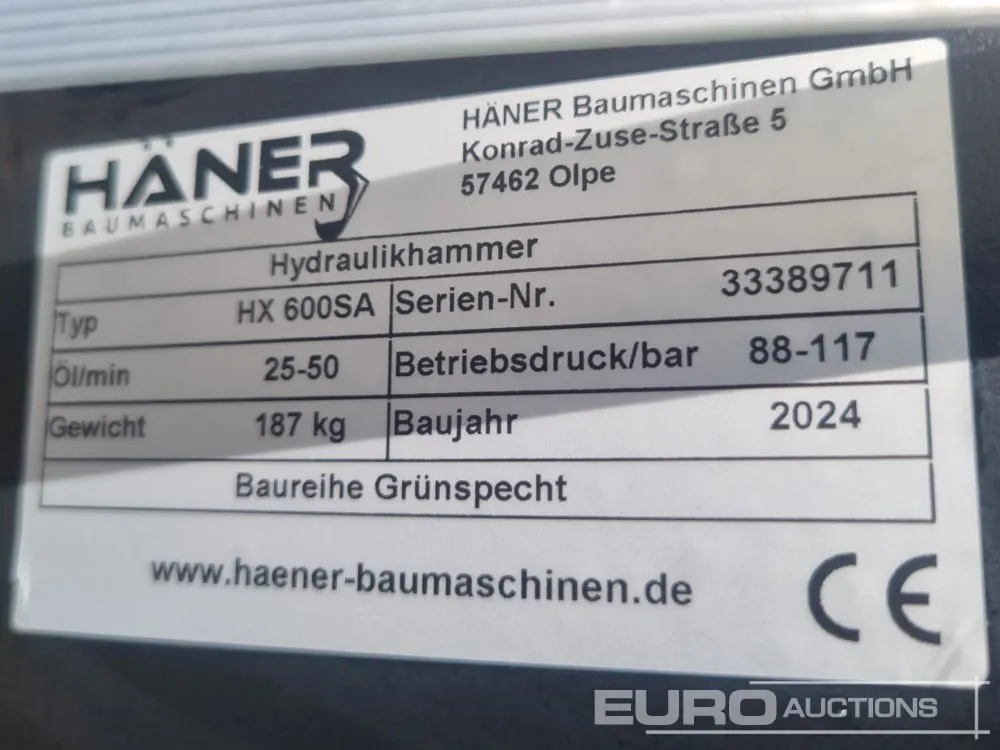 HÄNER
BAUMASCHINEN
HÄNER Baumaschinen GmbH
Konrad-Zuse-Straße 5
57462 Olpe
Hydraulikhammer
Typ HX 600SA Serien-Nr. 33389711
Öl/min 25-50 Betriebsdruck/bar 88-117
Gewicht 187 kg Baujahr 2024
Baureihe Grünspecht
www.haener-baumaschinen.de
CE
EURO AUCTIONS